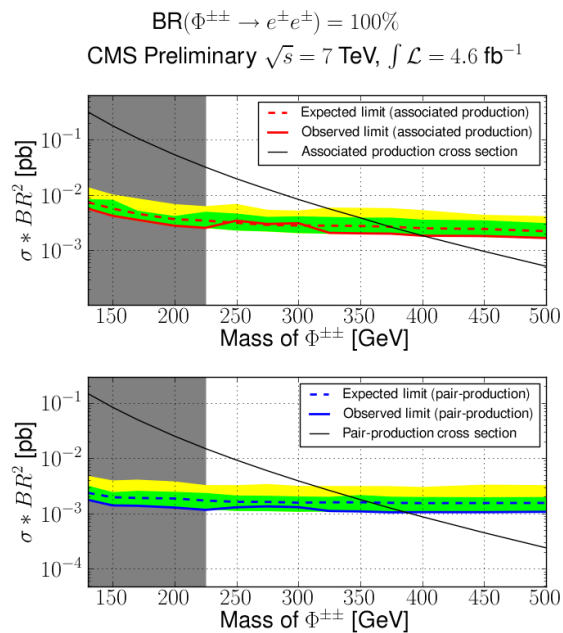 BR(Φ±± → e±e±) = 100%
CMS Preliminary √s = 7 TeV, ∫ ℒ = 4.6 fb⁻¹
Expected limit (associated production)
Observed limit (associated production)
Associated production cross section
σ * BR² [pb]
10⁻¹
10⁻²
10⁻³
150 200 250 300 350 400 450 500
Mass of Φ±± [GeV]
Expected limit (pair-production)
Observed limit (pair-production)
Pair-production cross section
σ * BR² [pb]
10⁻¹
10⁻²
10⁻³
10⁻⁴
150 200 250 300 350 400 450 500
Mass of Φ±± [GeV]